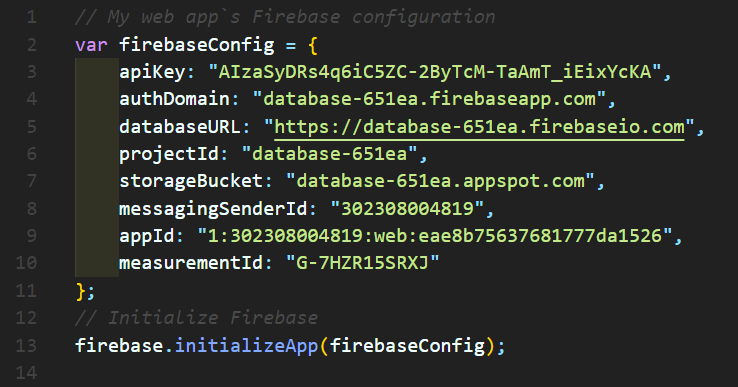 1 // My web app`s Firebase configuration
2 var firebaseConfig = {
3 apiKey: "AIzaSyDRs4q6iC5ZC-2ByTcM-TaAmT_iEixYcKA",
4 authDomain: "database-651ea.firebaseapp.com",
5 databaseURL: "https://database-651ea.firebaseio.com",
6 projectId: "database-651ea",
7 storageBucket: "database-651ea.appspot.com",
8 messagingSenderId: "302308004819",
9 appId: "1:302308004819:web:eae8b75637681777da1526",
10 measurementId: "G-7HZR15SRXJ"
11 };
12 // Initialize Firebase
13 firebase.initializeApp(firebaseConfig);
14